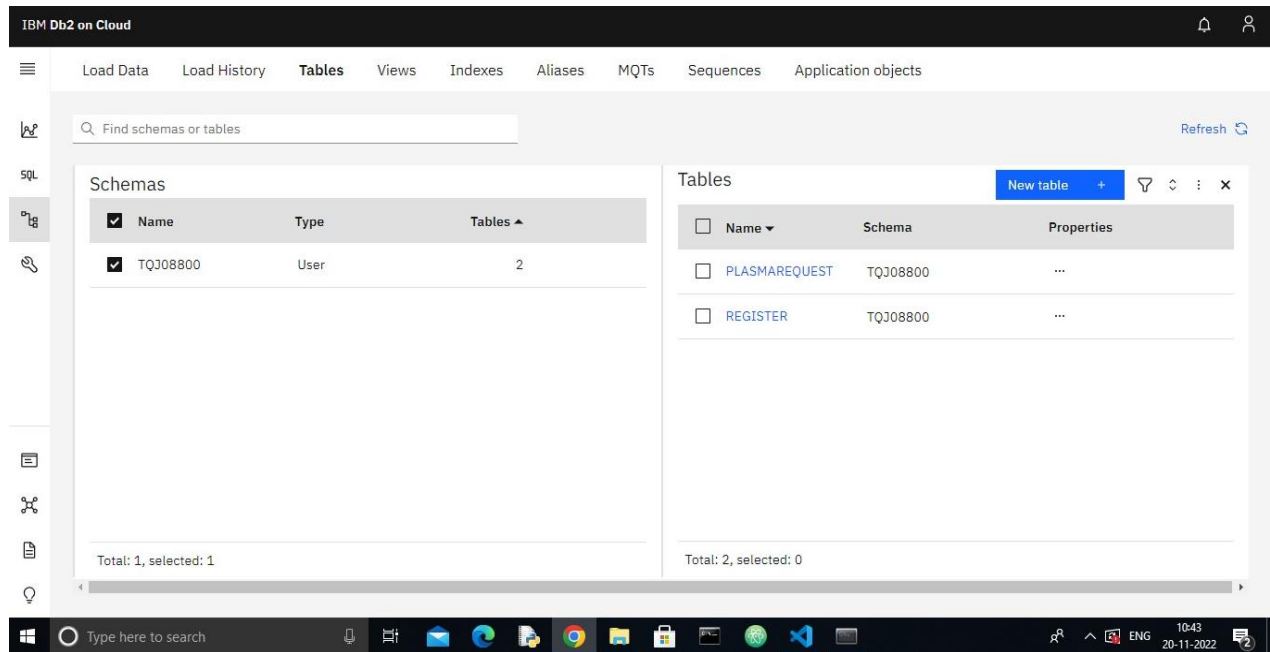 IBM Db2 on Cloud
Load Data Load History Tables Views Indexes Aliases MQTs Sequences Application objects
Find schemas or tables
Refresh
SQL
Schemas
Name Type Tables
TQJ08800 User 2
Total: 1, selected: 1
Tables
New table +
Name Schema Properties
PLASMAREQUEST TQJ08800 ...
REGISTER TQJ08800 ...
Total: 2, selected: 0
Type here to search
ENG
10:43
20-11-2022
2